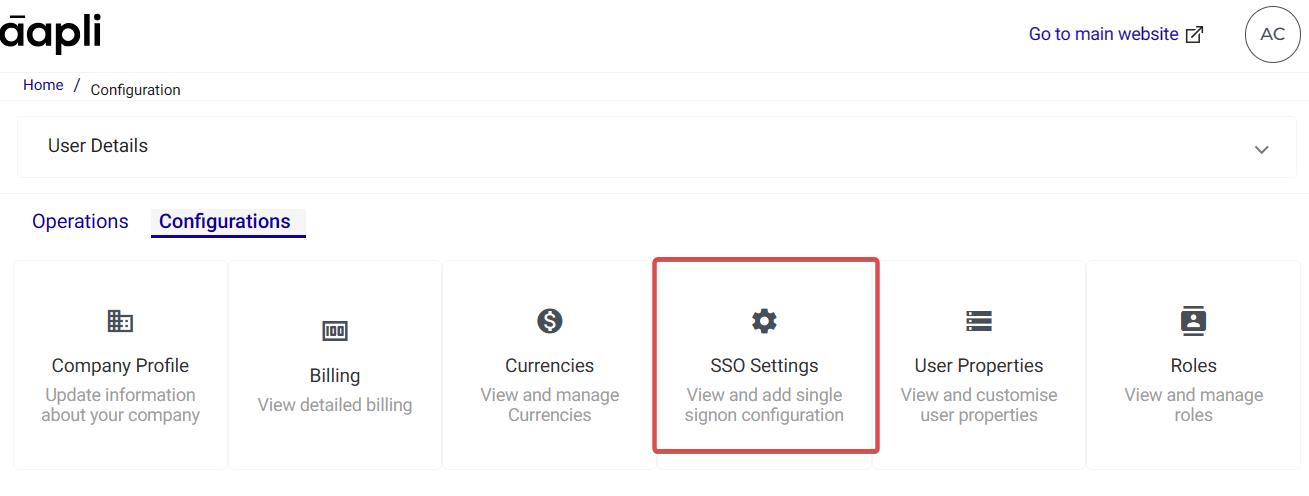 āapli
Go to main website
AC
Home / Configuration
User Details
Operations
Configurations
Company Profile
Update information
about your company
100
Billing
View detailed billing
$
Currencies
View and manage
Currencies
SSO Settings
View and add single
signon configuration
User Properties
View and customise
user properties
Roles
View and manage
roles